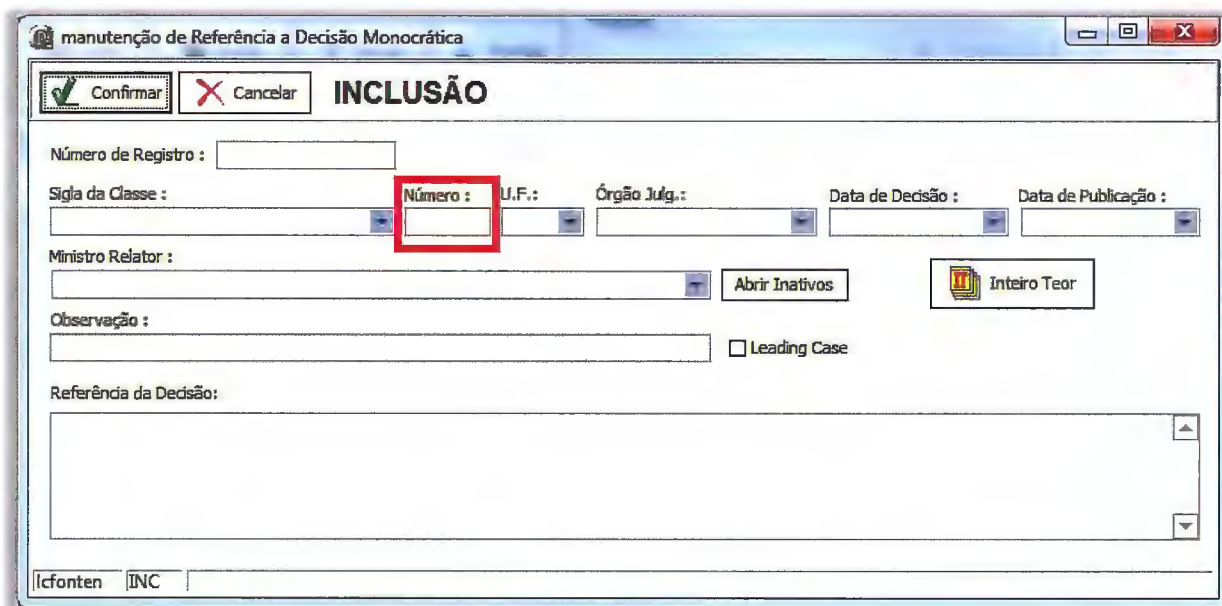 manutenção de Referência a Decisão Monocrática
Confirmar Cancelar INCLUSÃO
Número de Registro :
Sigla da Classe : Número : U.F.: Órgão Julg.: Data de Decisão : Data de Publicação :
Ministro Relator :
Abrir Inativos Inteiro Teor
Observação :
Leading Case
Referência da Decisão:
lcfonten INC